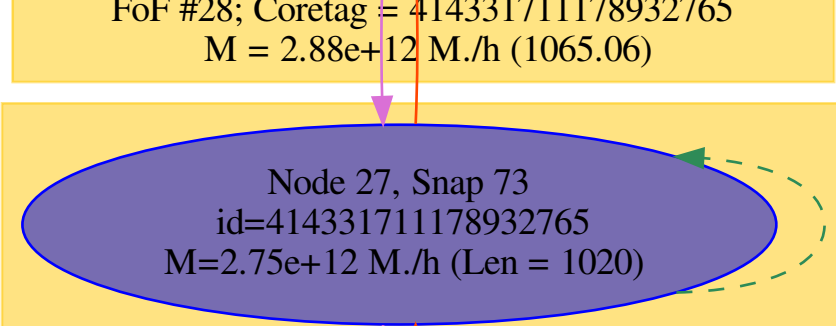 FoF #28; Coretag = 414331711178932765
M = 2.88e+12 M./h (1065.06)
Node 27, Snap 73
id=414331711178932765
M=2.75e+12 M./h (Len = 1020)